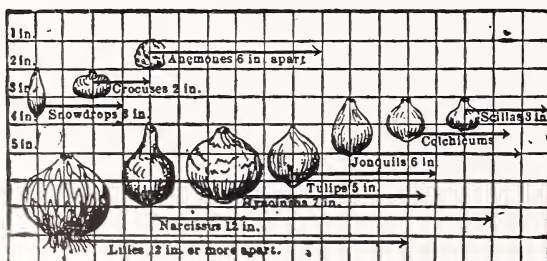 1 in.
Anemones 6 in. apart
2 in.
Crocuses 2 in.
3 in.
Snowdrops 3 in.
Scillas 3 in
4 in.
Colchicums
5 in.
Jonquils 6 in.
Tulips 5 in.
Hyacinths 7 in.
Narcissus 12 in.
Lilies 12 in. or more apart.